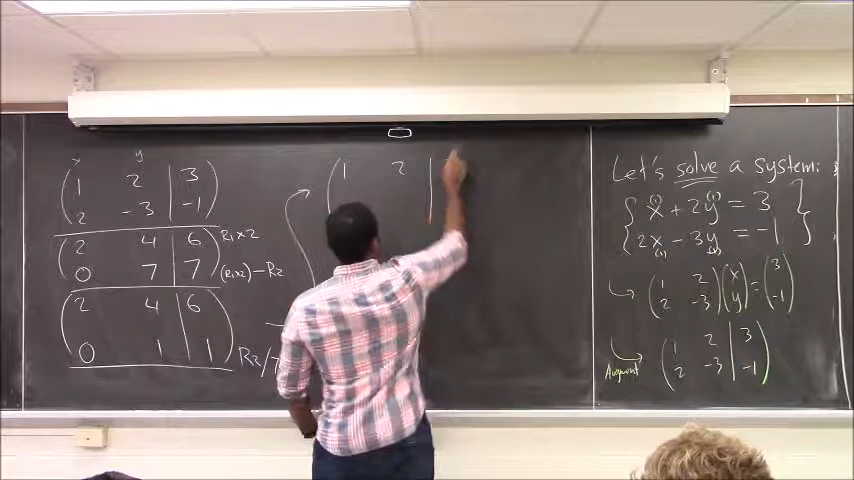 x y
1 2 | 3
2 -3 | -1
2 4 | 6 R1×2
0 7 | 7 (R1×2)-R2
2 4 | 6
0 1 | 1 R2/7
1 2 |
Let's solve a system:
x + 2y = 3
2x - 3y = -1
(1 2) (x) = (3)
(2 -3) (y) (-1)
Augment
1 2 | 3
2 -3 | -1